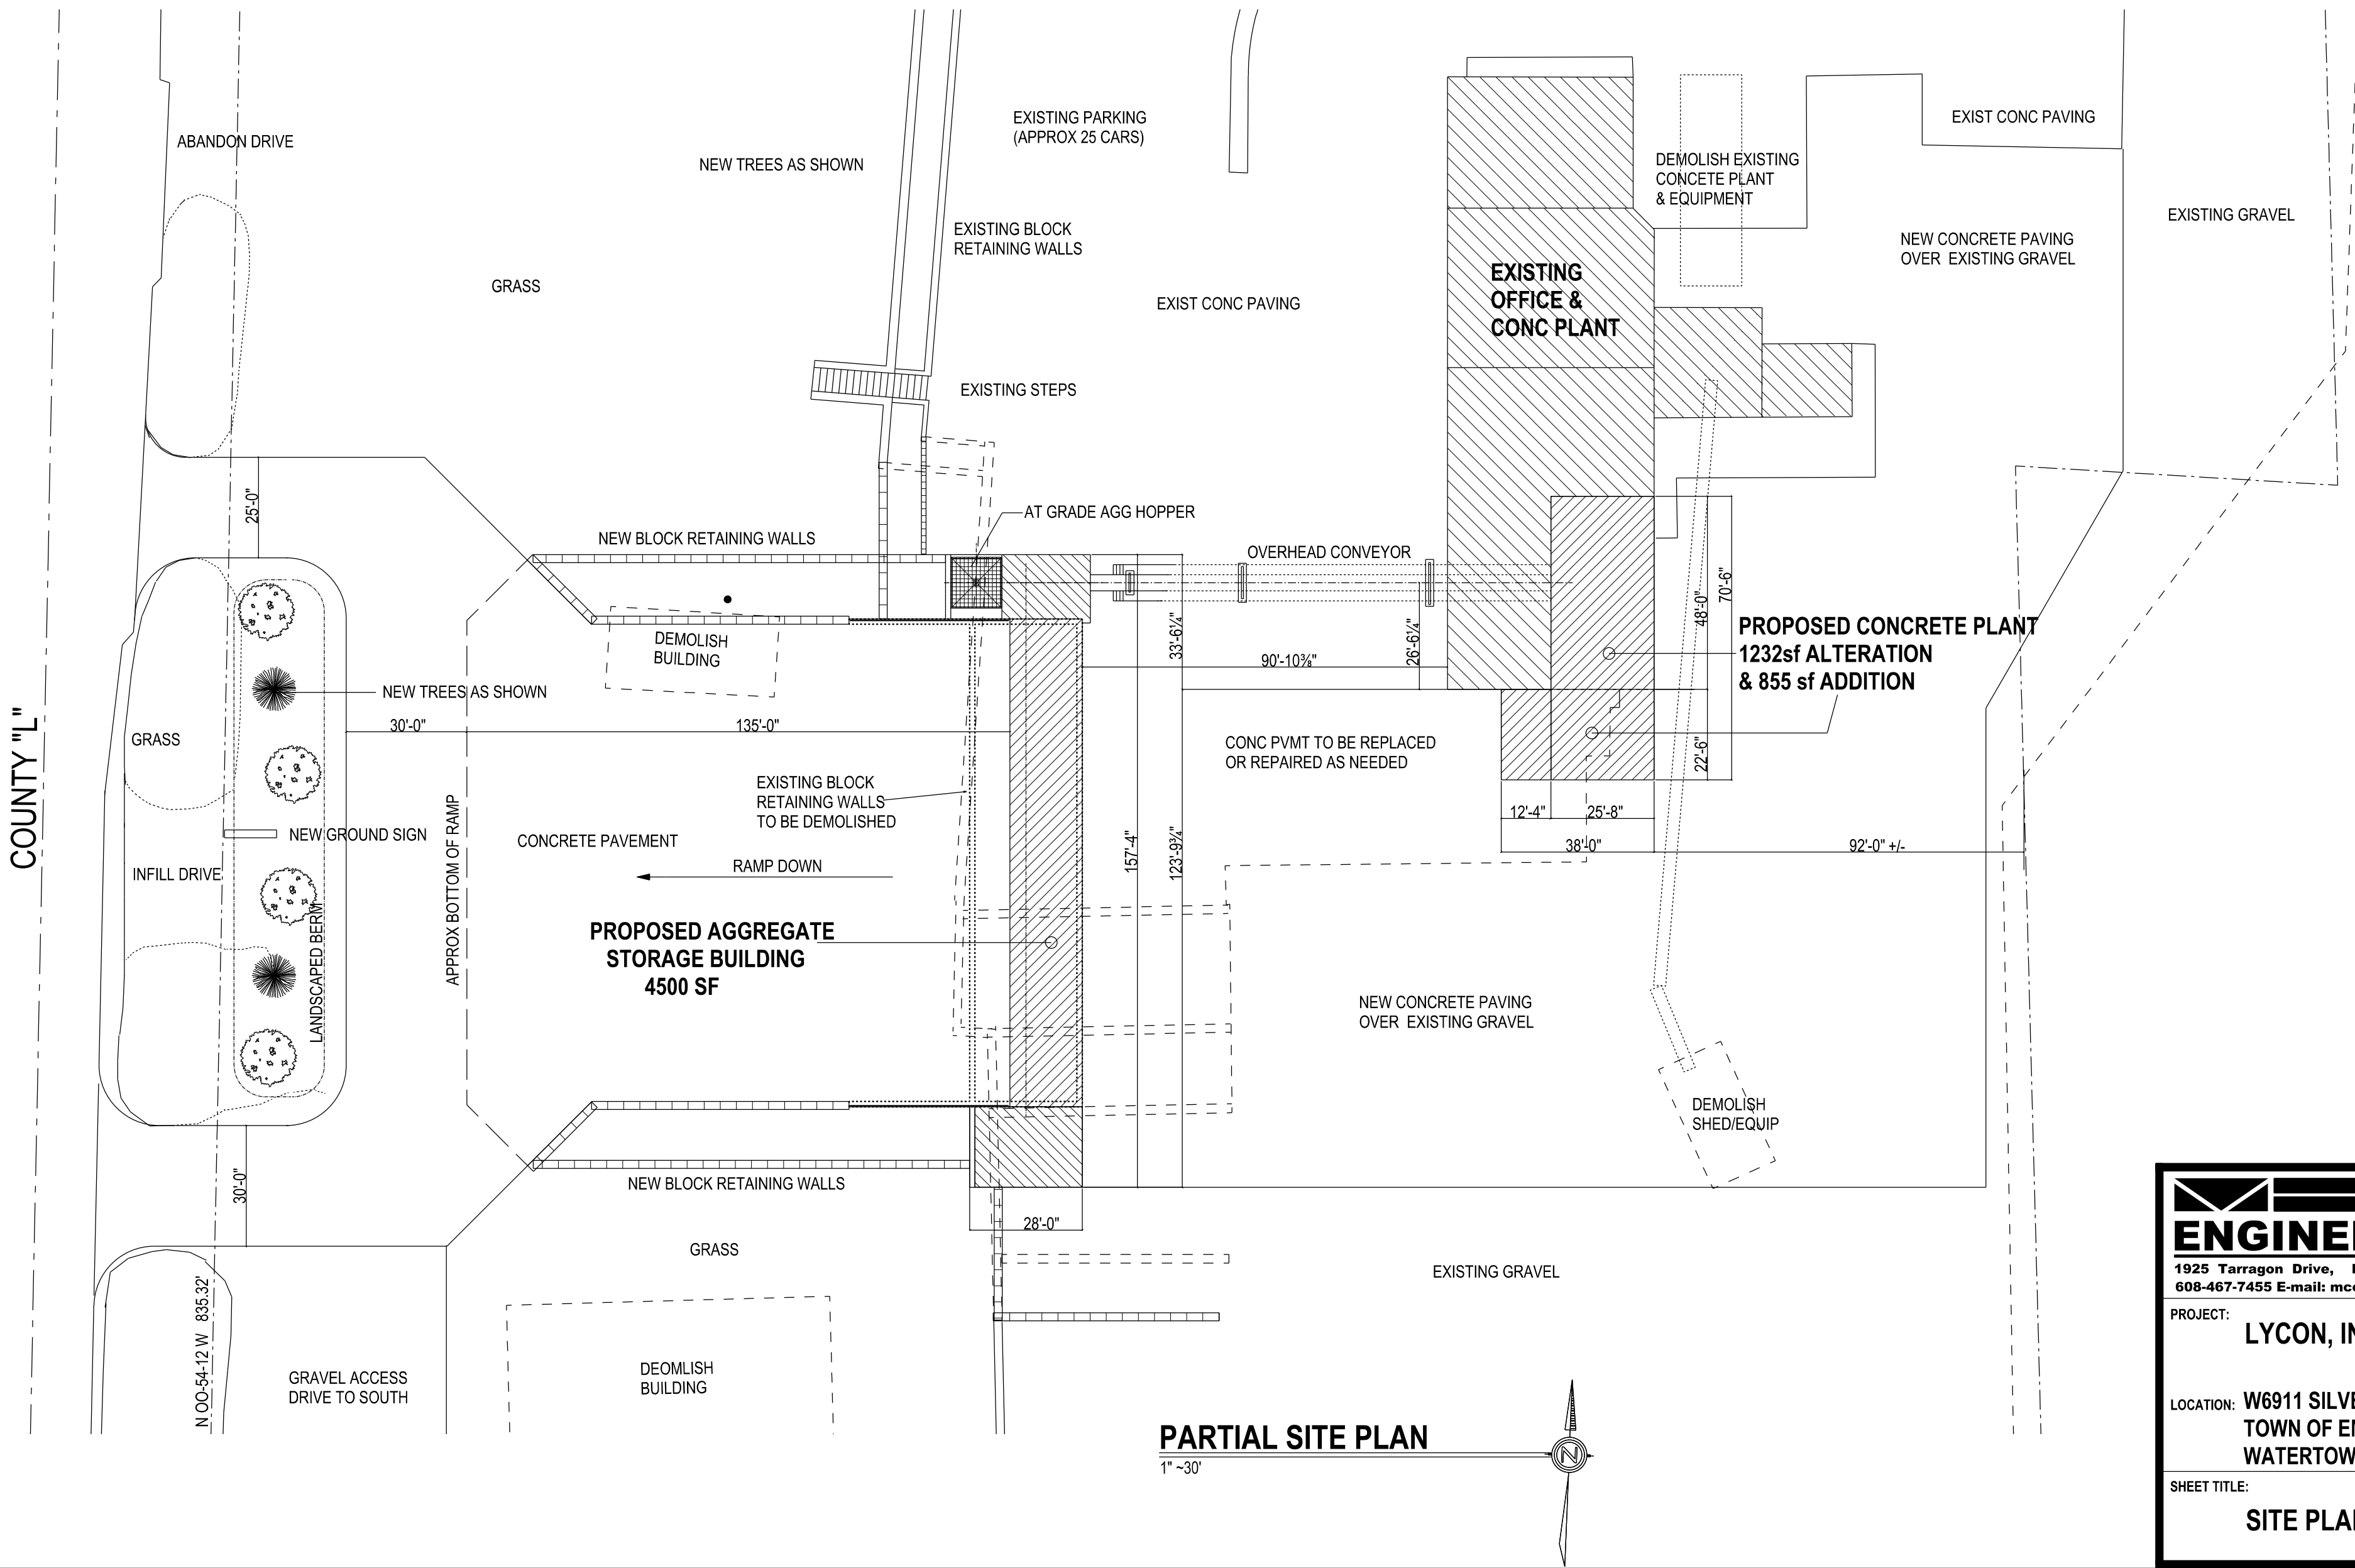 ABANDON DRIVE
NEW TREES AS SHOWN
EXISTING PARKING
(APPROX 25 CARS)
EXISTING BLOCK
RETAINING WALLS
GRASS
EXIST CONC PAVING
EXISTING STEPS
EXISTING
OFFICE &
CONC PLANT
DEMOLISH EXISTING
CONCETE PLANT
& EQUIPMENT
EXIST CONC PAVING
NEW CONCRETE PAVING
OVER EXISTING GRAVEL
EXISTING GRAVEL
25'-0"
NEW BLOCK RETAINING WALLS
AT GRADE AGG HOPPER
OVERHEAD CONVEYOR
DEMOLISH
BUILDING
33'-6¼"
90'-10⅜"
26'-6¼"
48'-0"
70'-6"
PROPOSED CONCRETE PLANT
1232sf ALTERATION
& 855 sf ADDITION
NEW TREES AS SHOWN
30'-0"
135'-0"
COUNTY "L"
GRASS
NEW GROUND SIGN
INFILL DRIVE
LANDSCAPED BERM
APPROX BOTTOM OF RAMP
EXISTING BLOCK
RETAINING WALLS
TO BE DEMOLISHED
CONCRETE PAVEMENT
RAMP DOWN
PROPOSED AGGREGATE
STORAGE BUILDING
4500 SF
157'-4"
123'-9¾"
CONC PVMT TO BE REPLACED
OR REPAIRED AS NEEDED
22'-6"
12'-4"
25'-8"
38'-0"
92'-0" +/-
NEW CONCRETE PAVING
OVER EXISTING GRAVEL
DEMOLISH
SHED/EQUIP
30'-0"
NEW BLOCK RETAINING WALLS
28'-0"
GRASS
EXISTING GRAVEL
N OO-54-12 W 835.32'
GRAVEL ACCESS
DRIVE TO SOUTH
DEOMLISH
BUILDING
PARTIAL SITE PLAN
1" ~30'
N
ENGINE
1925 Tarragon Drive,
608-467-7455 E-mail: mc
PROJECT:
LYCON, IN
LOCATION: W6911 SILVE
TOWN OF E
WATERTOW
SHEET TITLE:
SITE PLA